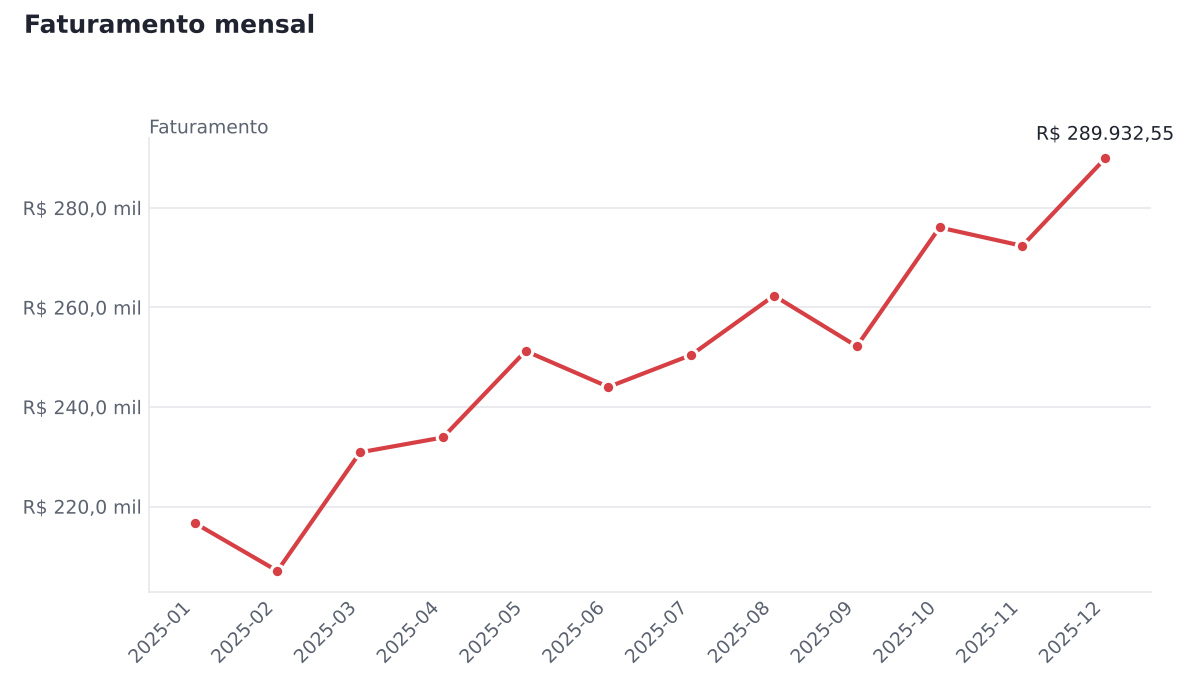 Faturamento mensal
Faturamento
R$ 289.932,55
R$ 280,0 mil
R$ 260,0 mil
R$ 240,0 mil
R$ 220,0 mil
2025-01
2025-02
2025-03
2025-04
2025-05
2025-06
2025-07
2025-08
2025-09
2025-10
2025-11
2025-12